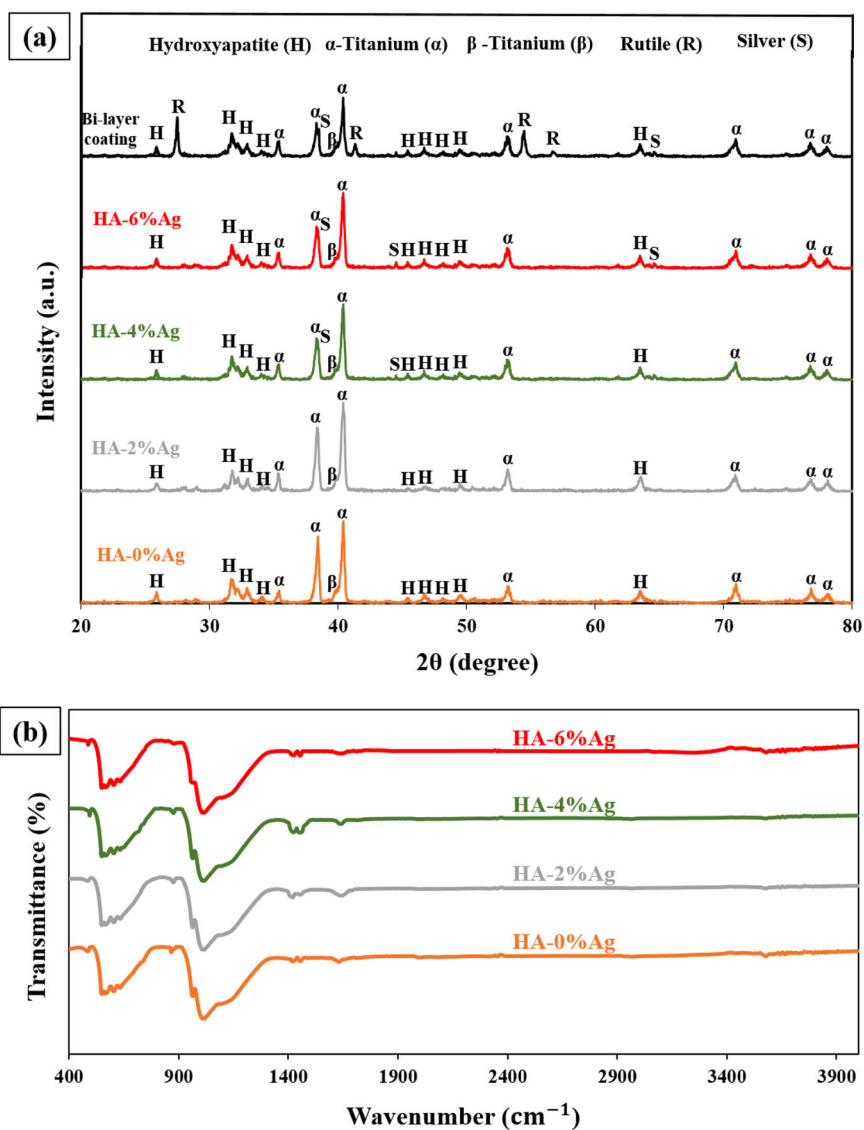 (a)
Hydroxyapatite (H) α-Titanium (α) β -Titanium (β) Rutile (R) Silver (S)
Bi-layer
coating
H R H H H α α S β α R H H H H α R R H S α α α
HA-6%Ag
H H H H α α S β α S H H H H α H S α α α
HA-4%Ag
H H H H α α S β α S H H H H α H α α α
HA-2%Ag
H H H H α α β α H H H α H α α α
HA-0%Ag
H H H H α α β α H H H H α H α α α
Intensity (a.u.)
20 30 40 50 60 70 80
2θ (degree)
(b)
HA-6%Ag
HA-4%Ag
HA-2%Ag
HA-0%Ag
Transmittance (%)
400 900 1400 1900 2400 2900 3400 3900
Wavenumber (cm⁻¹)